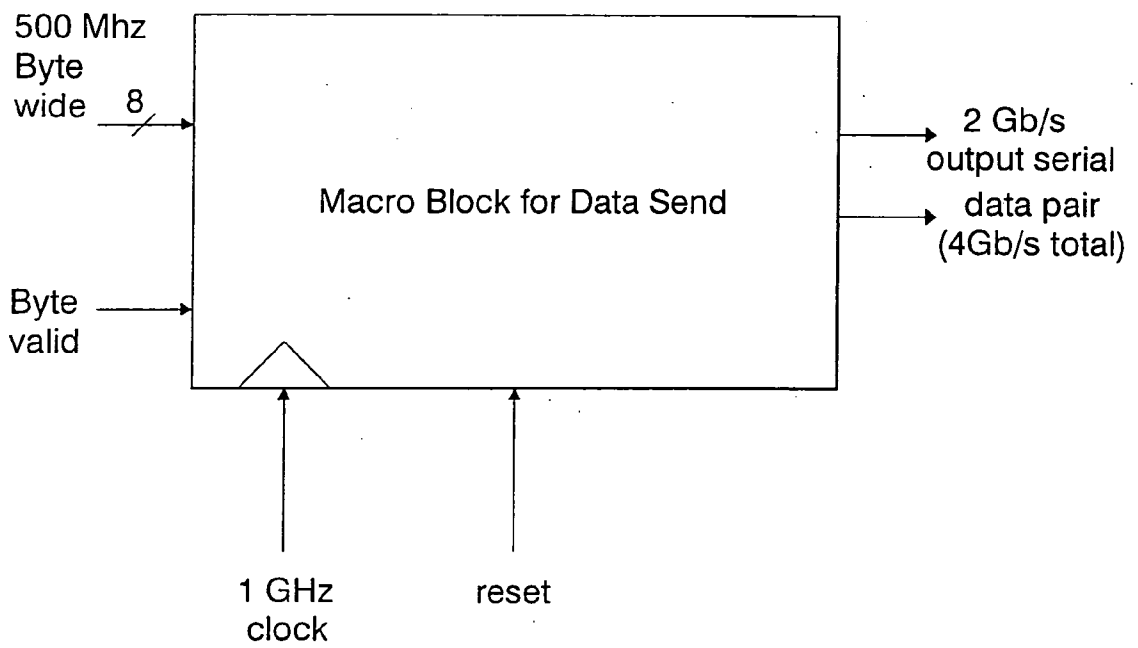 500 Mhz
Byte
wide
8
2 Gb/s
output serial
data pair
(4Gb/s total)
Macro Block for Data Send
Byte
valid
1 GHz
clock
reset